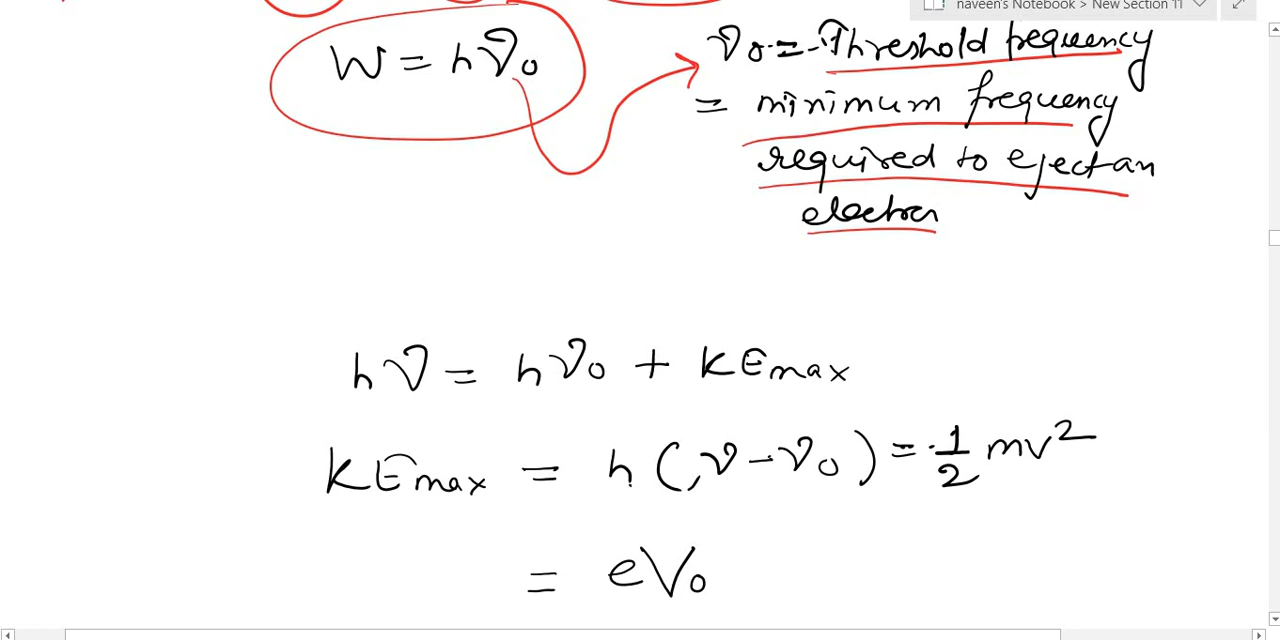 naveen's Notebook > New Section 11
W = hν₀
ν₀ = Threshold frequency
= minimum frequency
required to eject an
electron
hν = hν₀ + KEmax
KEmax = h(ν - ν₀) = 1/2 mv²
= eV₀